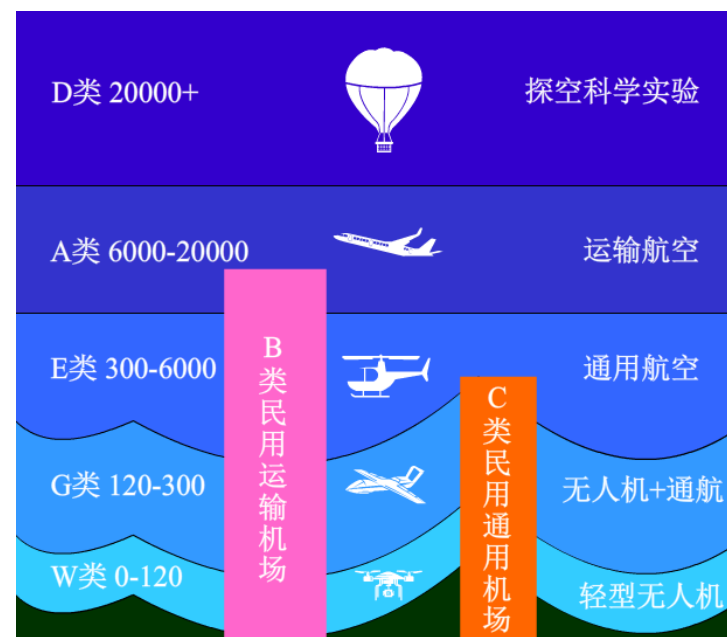 D类 20000+
探空科学实验
A类 6000-20000
运输航空
E类 300-6000
通用航空
B类民用运输机场
C类民用通用机场
G类 120-300
无人机+通航
W类 0-120
轻型无人机